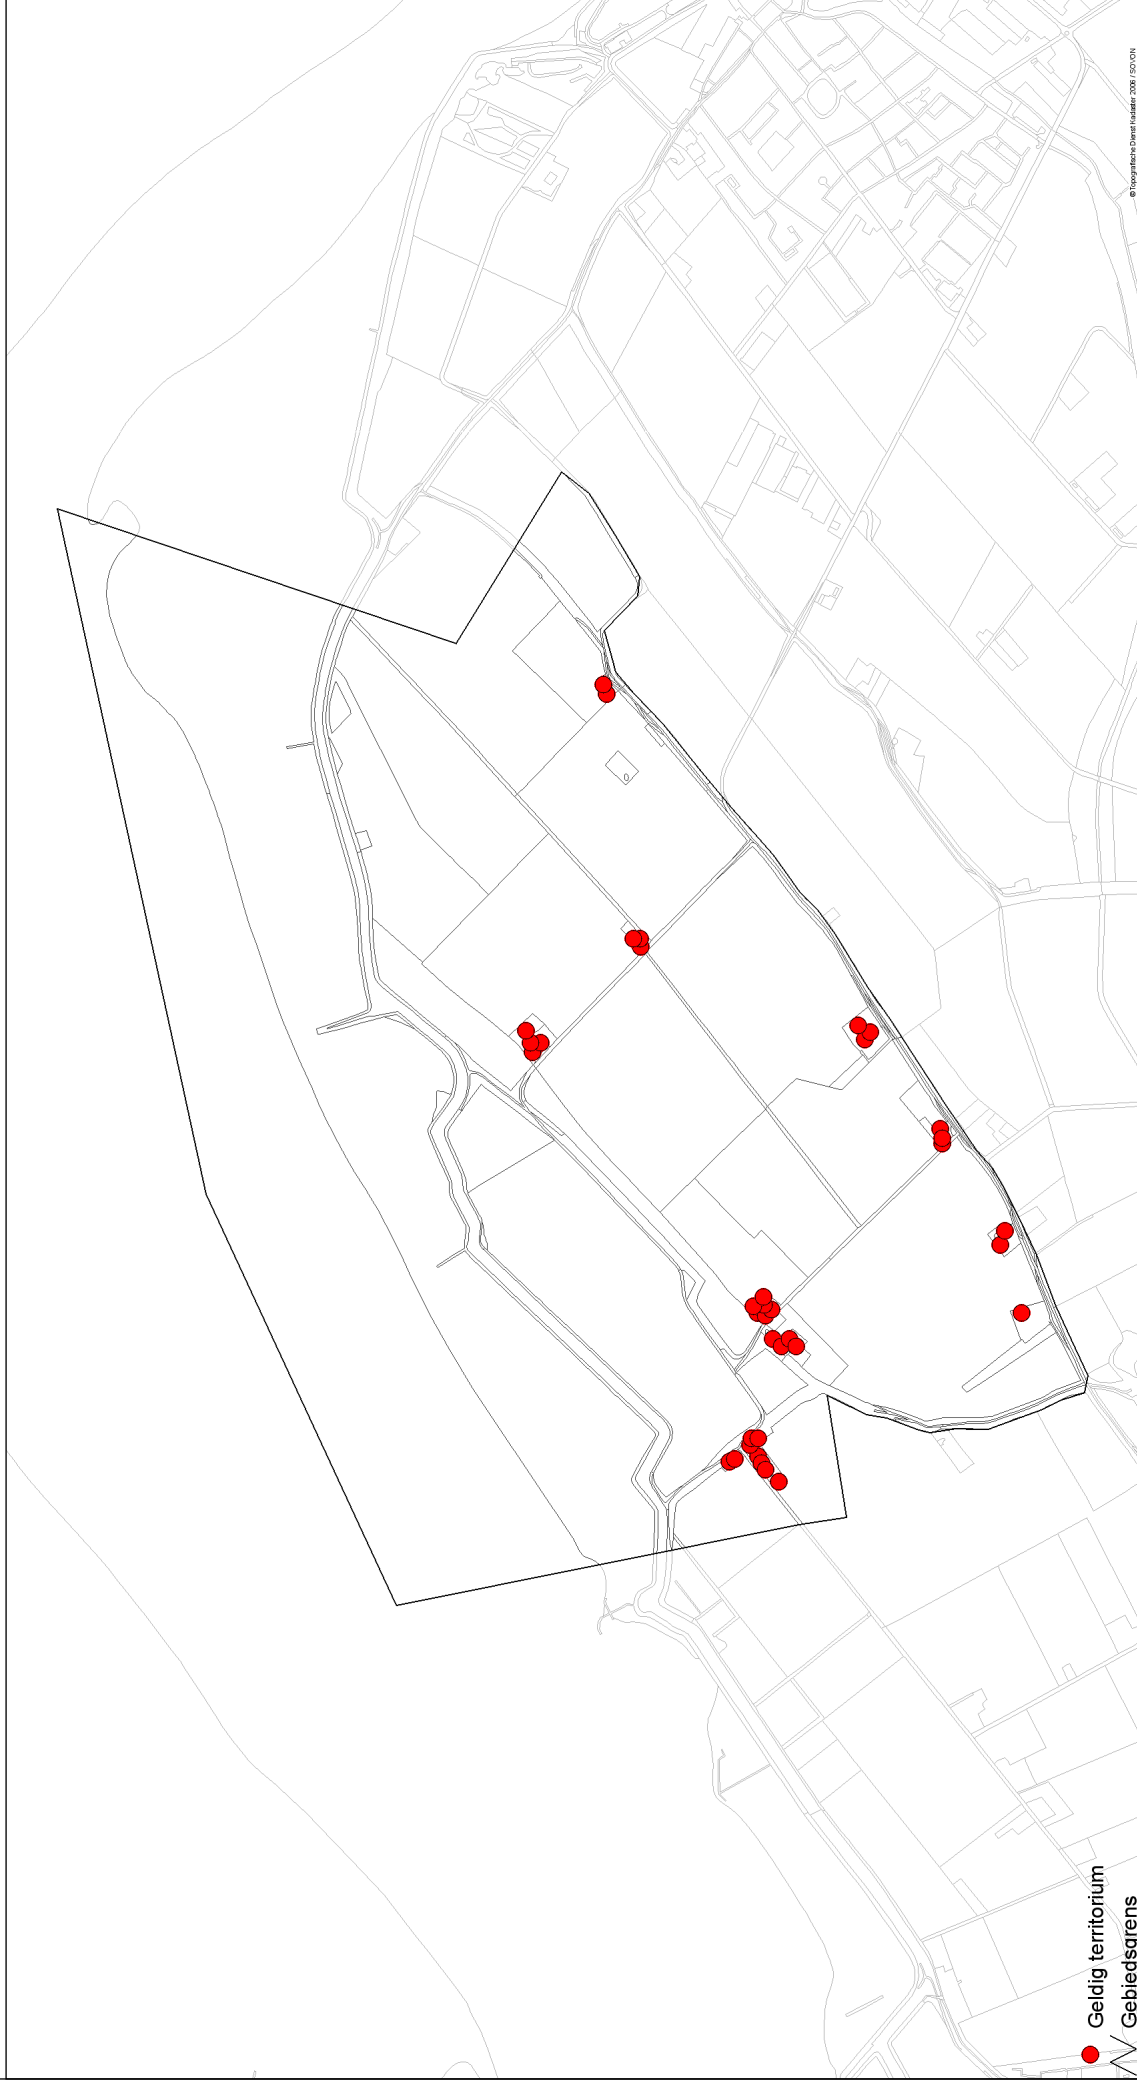 Geldig territorium
Gebiedsgrens
© Topografische Dienst Kadaster 2006 / SOVON